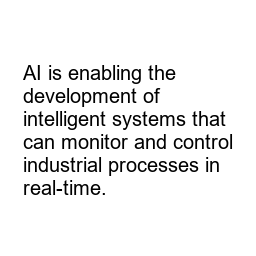 AI is enabling the
development of
intelligent systems that
can monitor and control
industrial processes in
real-time.